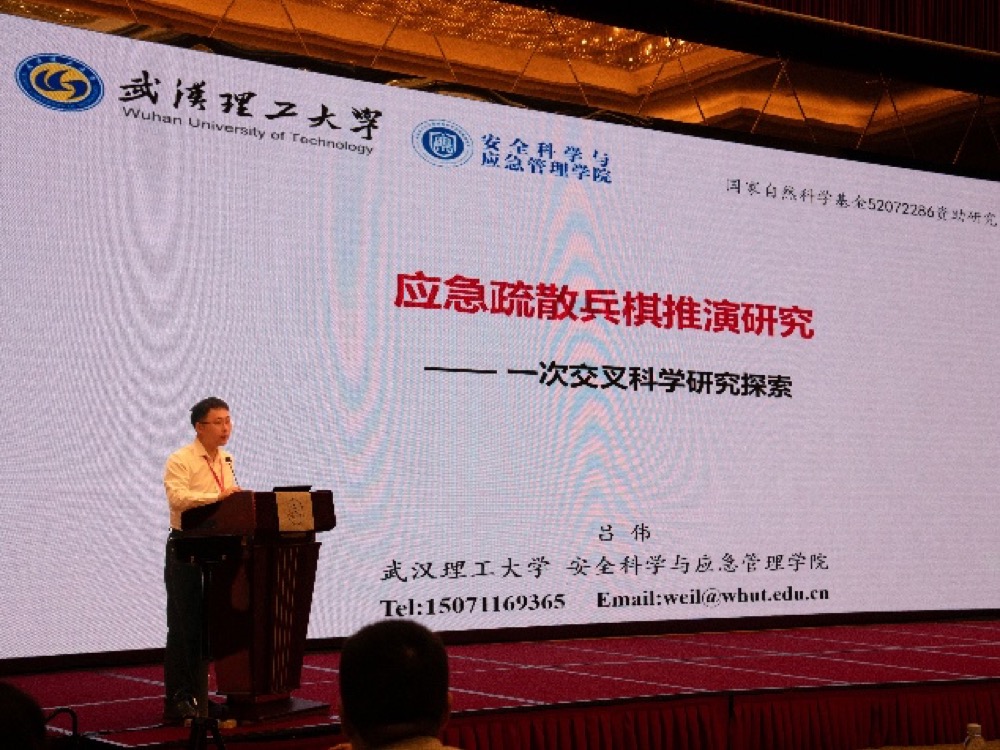 武漢理工大學
Wuhan University of Technology
安全科学与
应急管理学院
国家自然科学基金52072286资助研究
应急疏散兵棋推演研究
—— 一次交叉科学研究探索
吕 伟
武汉理工大学 安全科学与应急管理学院
Tel:15071169365 Email:weil@whut.edu.cn